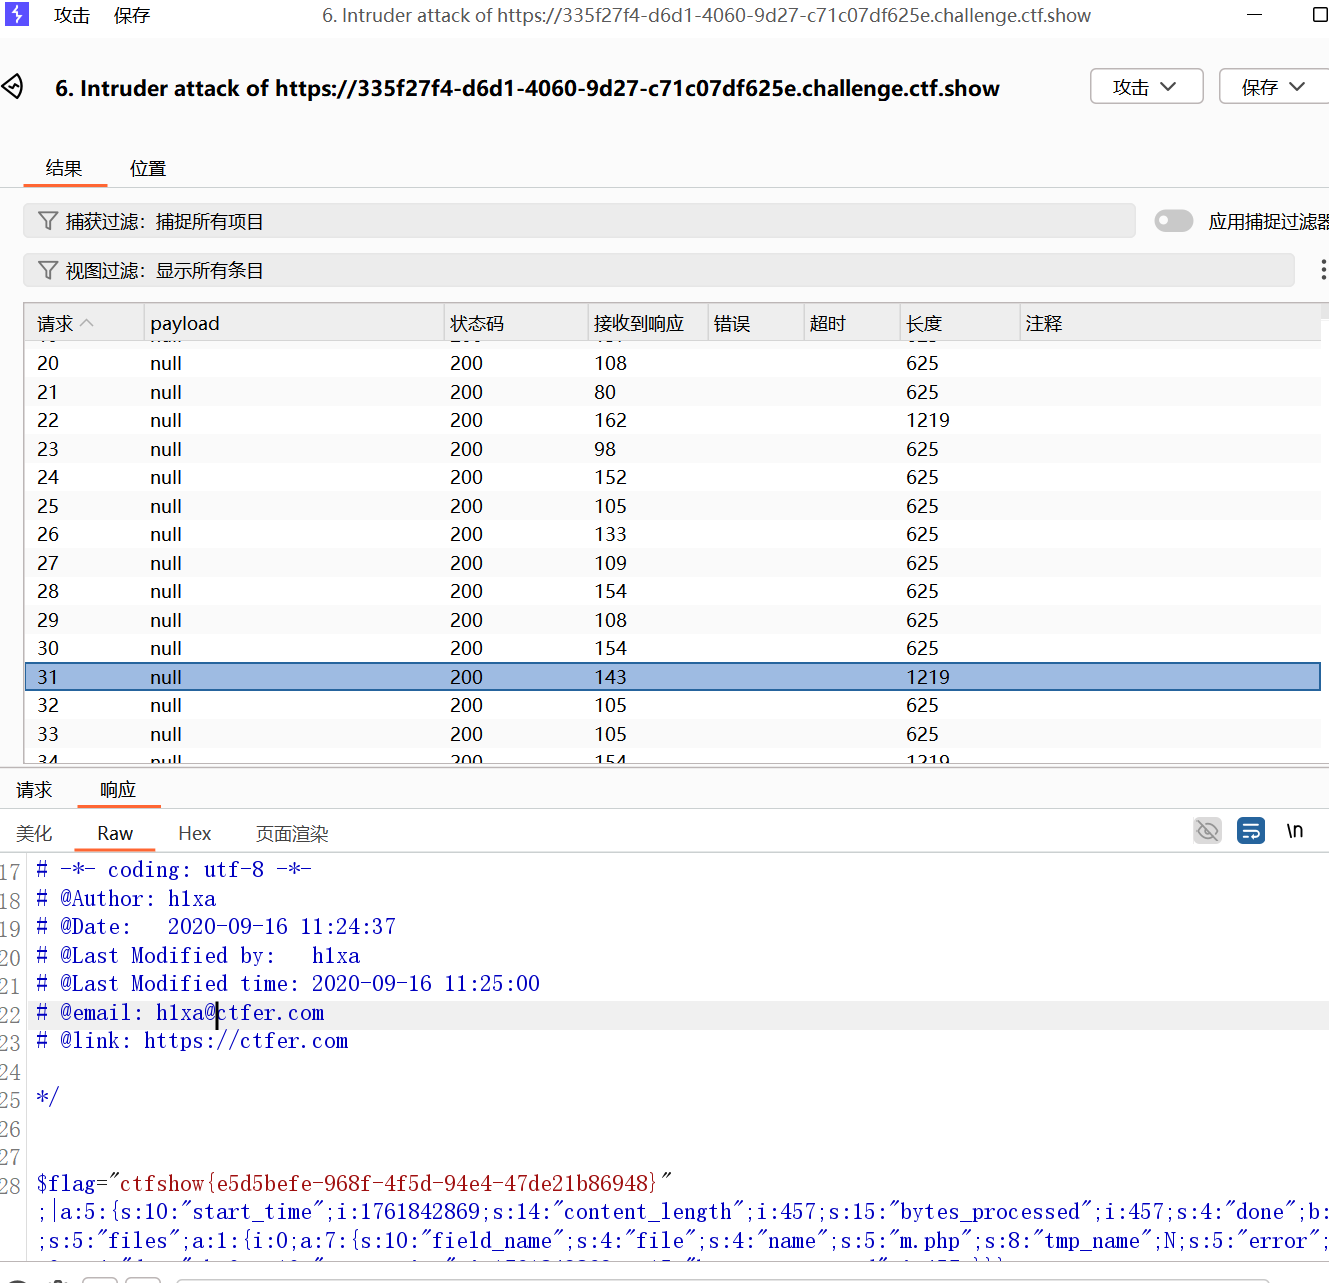 攻击 保存 6. Intruder attack of https://335f27f4-d6d1-4060-9d27-c71c07df625e.challenge.ctf.show
6. Intruder attack of https://335f27f4-d6d1-4060-9d27-c71c07df625e.challenge.ctf.show 攻击 保存
结果 位置
捕获过滤：捕捉所有项目 应用捕捉过滤器
视图过滤：显示所有条目
请求 payload 状态码 接收到响应 错误 超时 长度 注释
20 null 200 108 625
21 null 200 80 625
22 null 200 162 1219
23 null 200 98 625
24 null 200 152 625
25 null 200 105 625
26 null 200 133 625
27 null 200 109 625
28 null 200 154 625
29 null 200 108 625
30 null 200 154 625
31 null 200 143 1219
32 null 200 105 625
33 null 200 105 625
34 null 200 154 1219
请求 响应
美化 Raw Hex 页面渲染 \n
17 # -*- coding: utf-8 -*-
18 # @Author: h1xa
19 # @Date:   2020-09-16 11:24:37
20 # @Last Modified by:   h1xa
21 # @Last Modified time: 2020-09-16 11:25:00
22 # @email: h1xa@ctfer.com
23 # @link: https://ctfer.com
24
25 */
26
27
28 $flag="ctfshow{e5d5befe-968f-4f5d-94e4-47de21b86948}"
;|a:5:{s:10:"start_time";i:1761842869;s:14:"content_length";i:457;s:15:"bytes_processed";i:457;s:4:"done";b:
;s:5:"files";a:1:{i:0;a:7:{s:10:"field_name";s:4:"file";s:4:"name";s:5:"m.php";s:8:"tmp_name";N;s:5:"error";